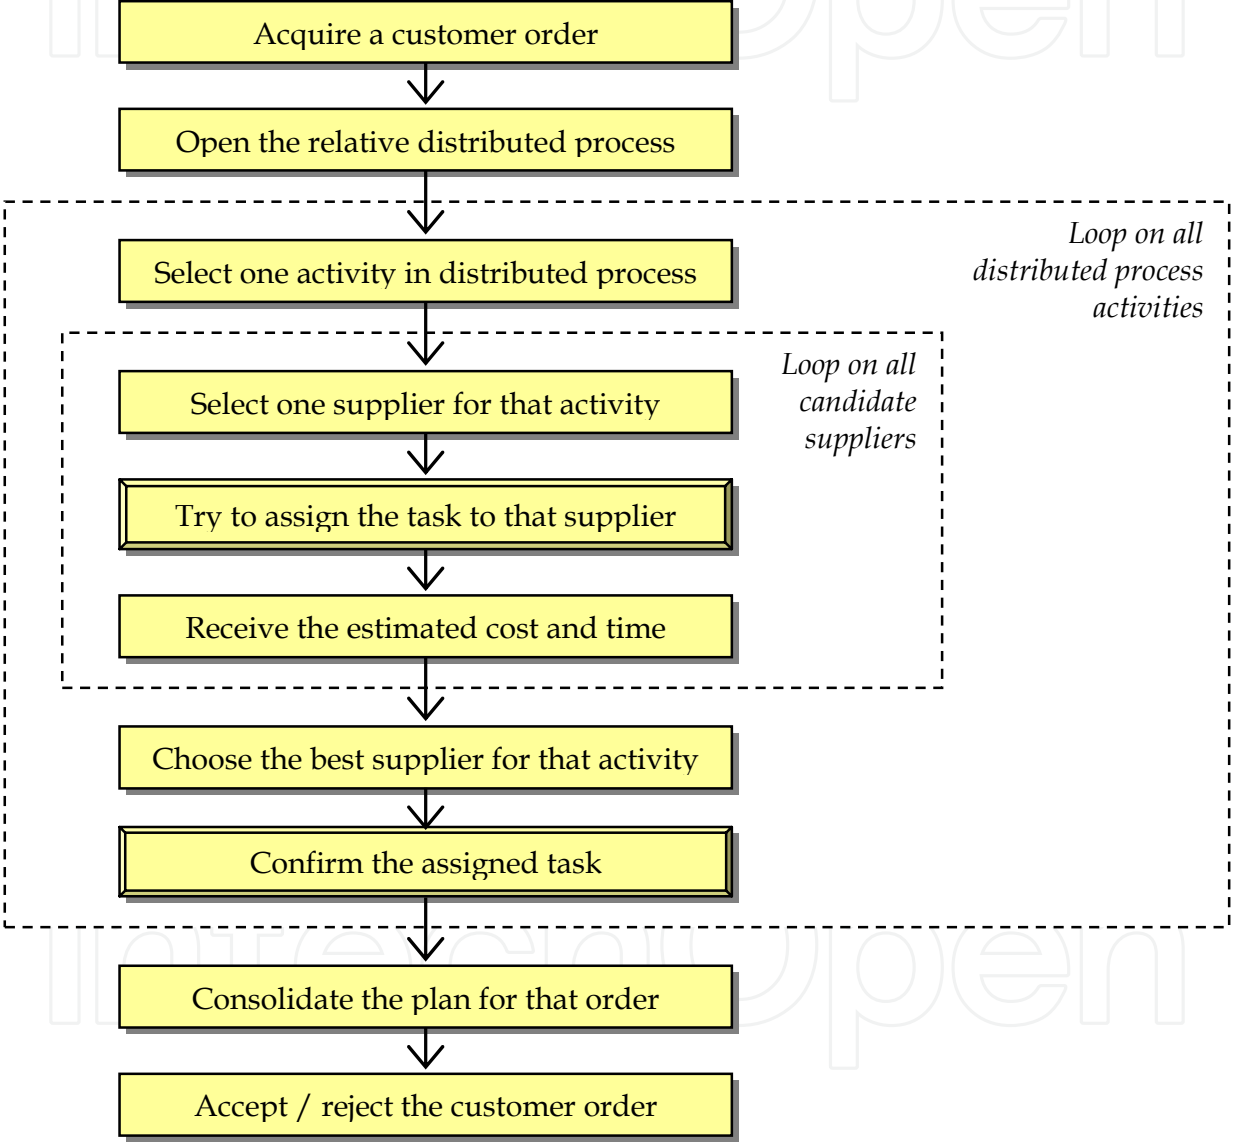 Acquire a customer order
Open the relative distributed process
Loop on all
distributed process
activities
Select one activity in distributed process
Loop on all
candidate
suppliers
Select one supplier for that activity
Try to assign the task to that supplier
Receive the estimated cost and time
Choose the best supplier for that activity
Confirm the assigned task
IntechOpen
Consolidate the plan for that order
Accept / reject the customer order